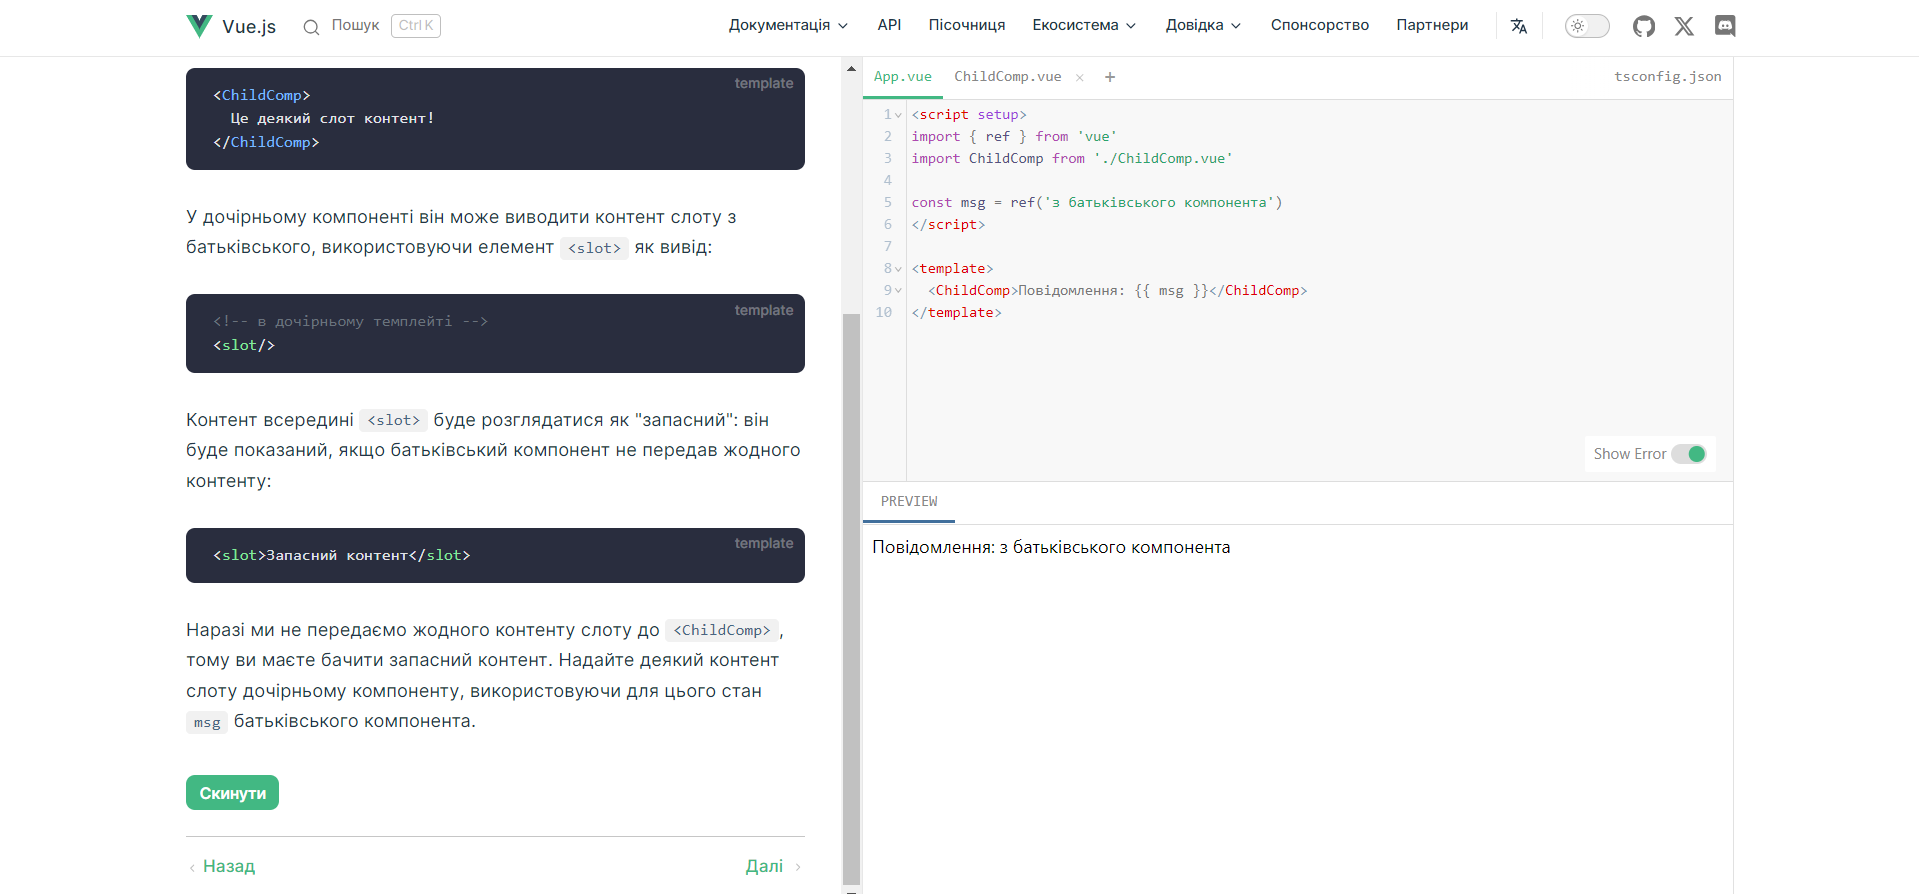 Vue.js Пошук Ctrl K Документація API Пісочниця Екосистема Довідка Спонсорство Партнери
template
<ChildComp>
  Це деякий слот контент!
</ChildComp>
У дочірньому компоненті він може виводити контент слоту з
батьківського, використовуючи елемент <slot> як вивід:
template
<!-- в дочірньому темплейті -->
<slot/>
Контент всередині <slot> буде розглядатися як "запасний": він
буде показаний, якщо батьківський компонент не передав жодного
контенту:
template
<slot>Запасний контент</slot>
Наразі ми не передаємо жодного контенту слоту до <ChildComp>,
тому ви маєте бачити запасний контент. Надайте деякий контент
слоту дочірньому компоненту, використовуючи для цього стан
msg батьківського компонента.
Скинути
Назад Далі
App.vue ChildComp.vue × + tsconfig.json
1 <script setup>
2 import { ref } from 'vue'
3 import ChildComp from './ChildComp.vue'
4
5 const msg = ref('з батьківського компонента')
6 </script>
7
8 <template>
9   <ChildComp>Повідомлення: {{ msg }}</ChildComp>
10 </template>
Show Error
PREVIEW
Повідомлення: з батьківського компонента